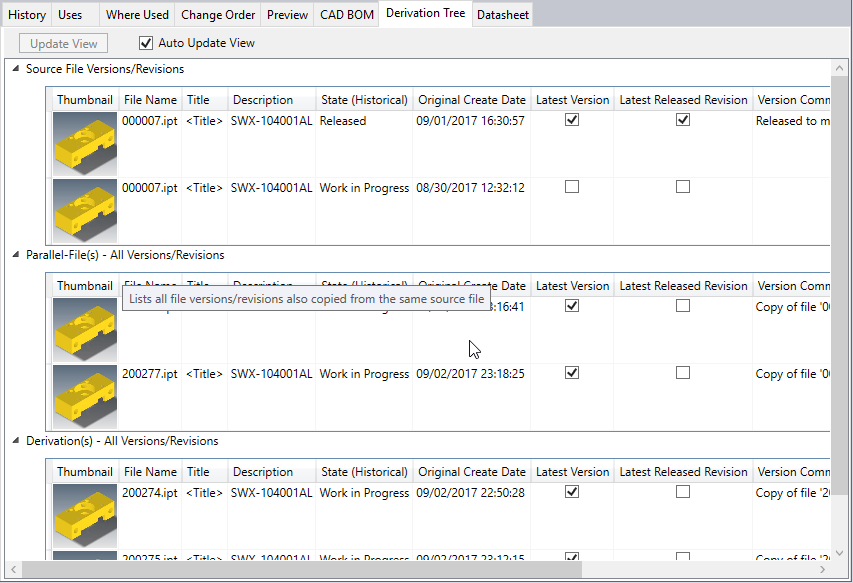 History Uses Where Used Change Order Preview CAD BOM Derivation Tree Datasheet
Update View Auto Update View
Source File Versions/Revisions
Thumbnail File Name Title Description State (Historical) Original Create Date Latest Version Latest Released Revision Version Comm
000007.ipt <Title> SWX-104001AL Released 09/01/2017 16:30:57 Released to m
000007.ipt <Title> SWX-104001AL Work in Progress 08/30/2017 12:32:12
Parallel-File(s) - All Versions/Revisions
Thumbnail File Name Title Description State (Historical) Original Create Date Latest Version Latest Released Revision Version Comm
Lists all file versions/revisions also copied from the same source file
:16:41 Copy of file '0
200277.ipt <Title> SWX-104001AL Work in Progress 09/02/2017 23:18:25 Copy of file '0
Derivation(s) - All Versions/Revisions
Thumbnail File Name Title Description State (Historical) Original Create Date Latest Version Latest Released Revision Version Comm
200274.ipt <Title> SWX-104001AL Work in Progress 09/02/2017 22:50:28 Copy of file '2
200275.ipt <Title> SWX-104001AL Work in Progress 09/02/2017 23:12:15 Copy of file '2